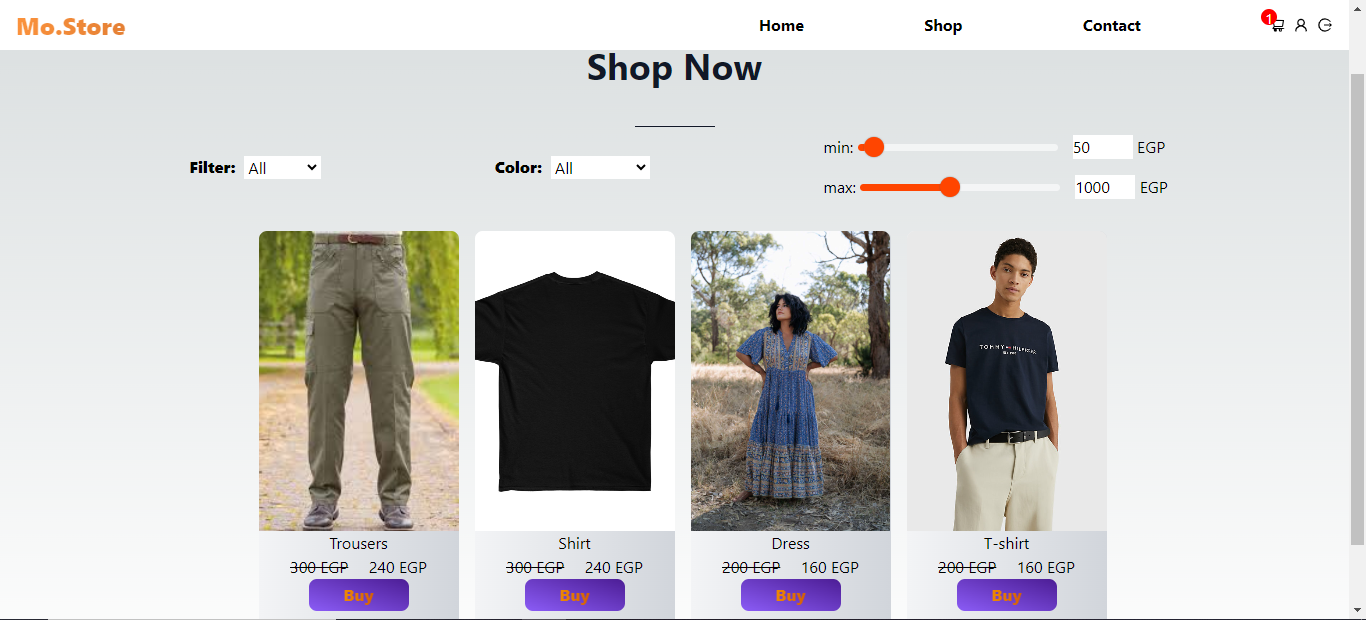 Mo.Store
Home
Shop
Contact
1
Shop Now
Filter: All
Color: All
min: 50 EGP
max: 1000 EGP
TOMMY HILFIGER
Trousers
300 EGP 240 EGP
Buy
Shirt
300 EGP 240 EGP
Buy
Dress
200 EGP 160 EGP
Buy
T-shirt
200 EGP 160 EGP
Buy